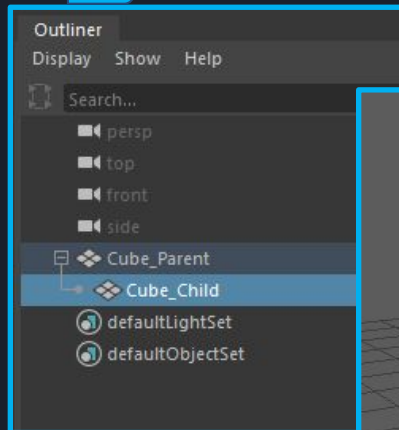 Outliner
Display Show Help
Search...
persp
top
front
side
Cube_Parent
Cube_Child
defaultLightSet
defaultObjectSet